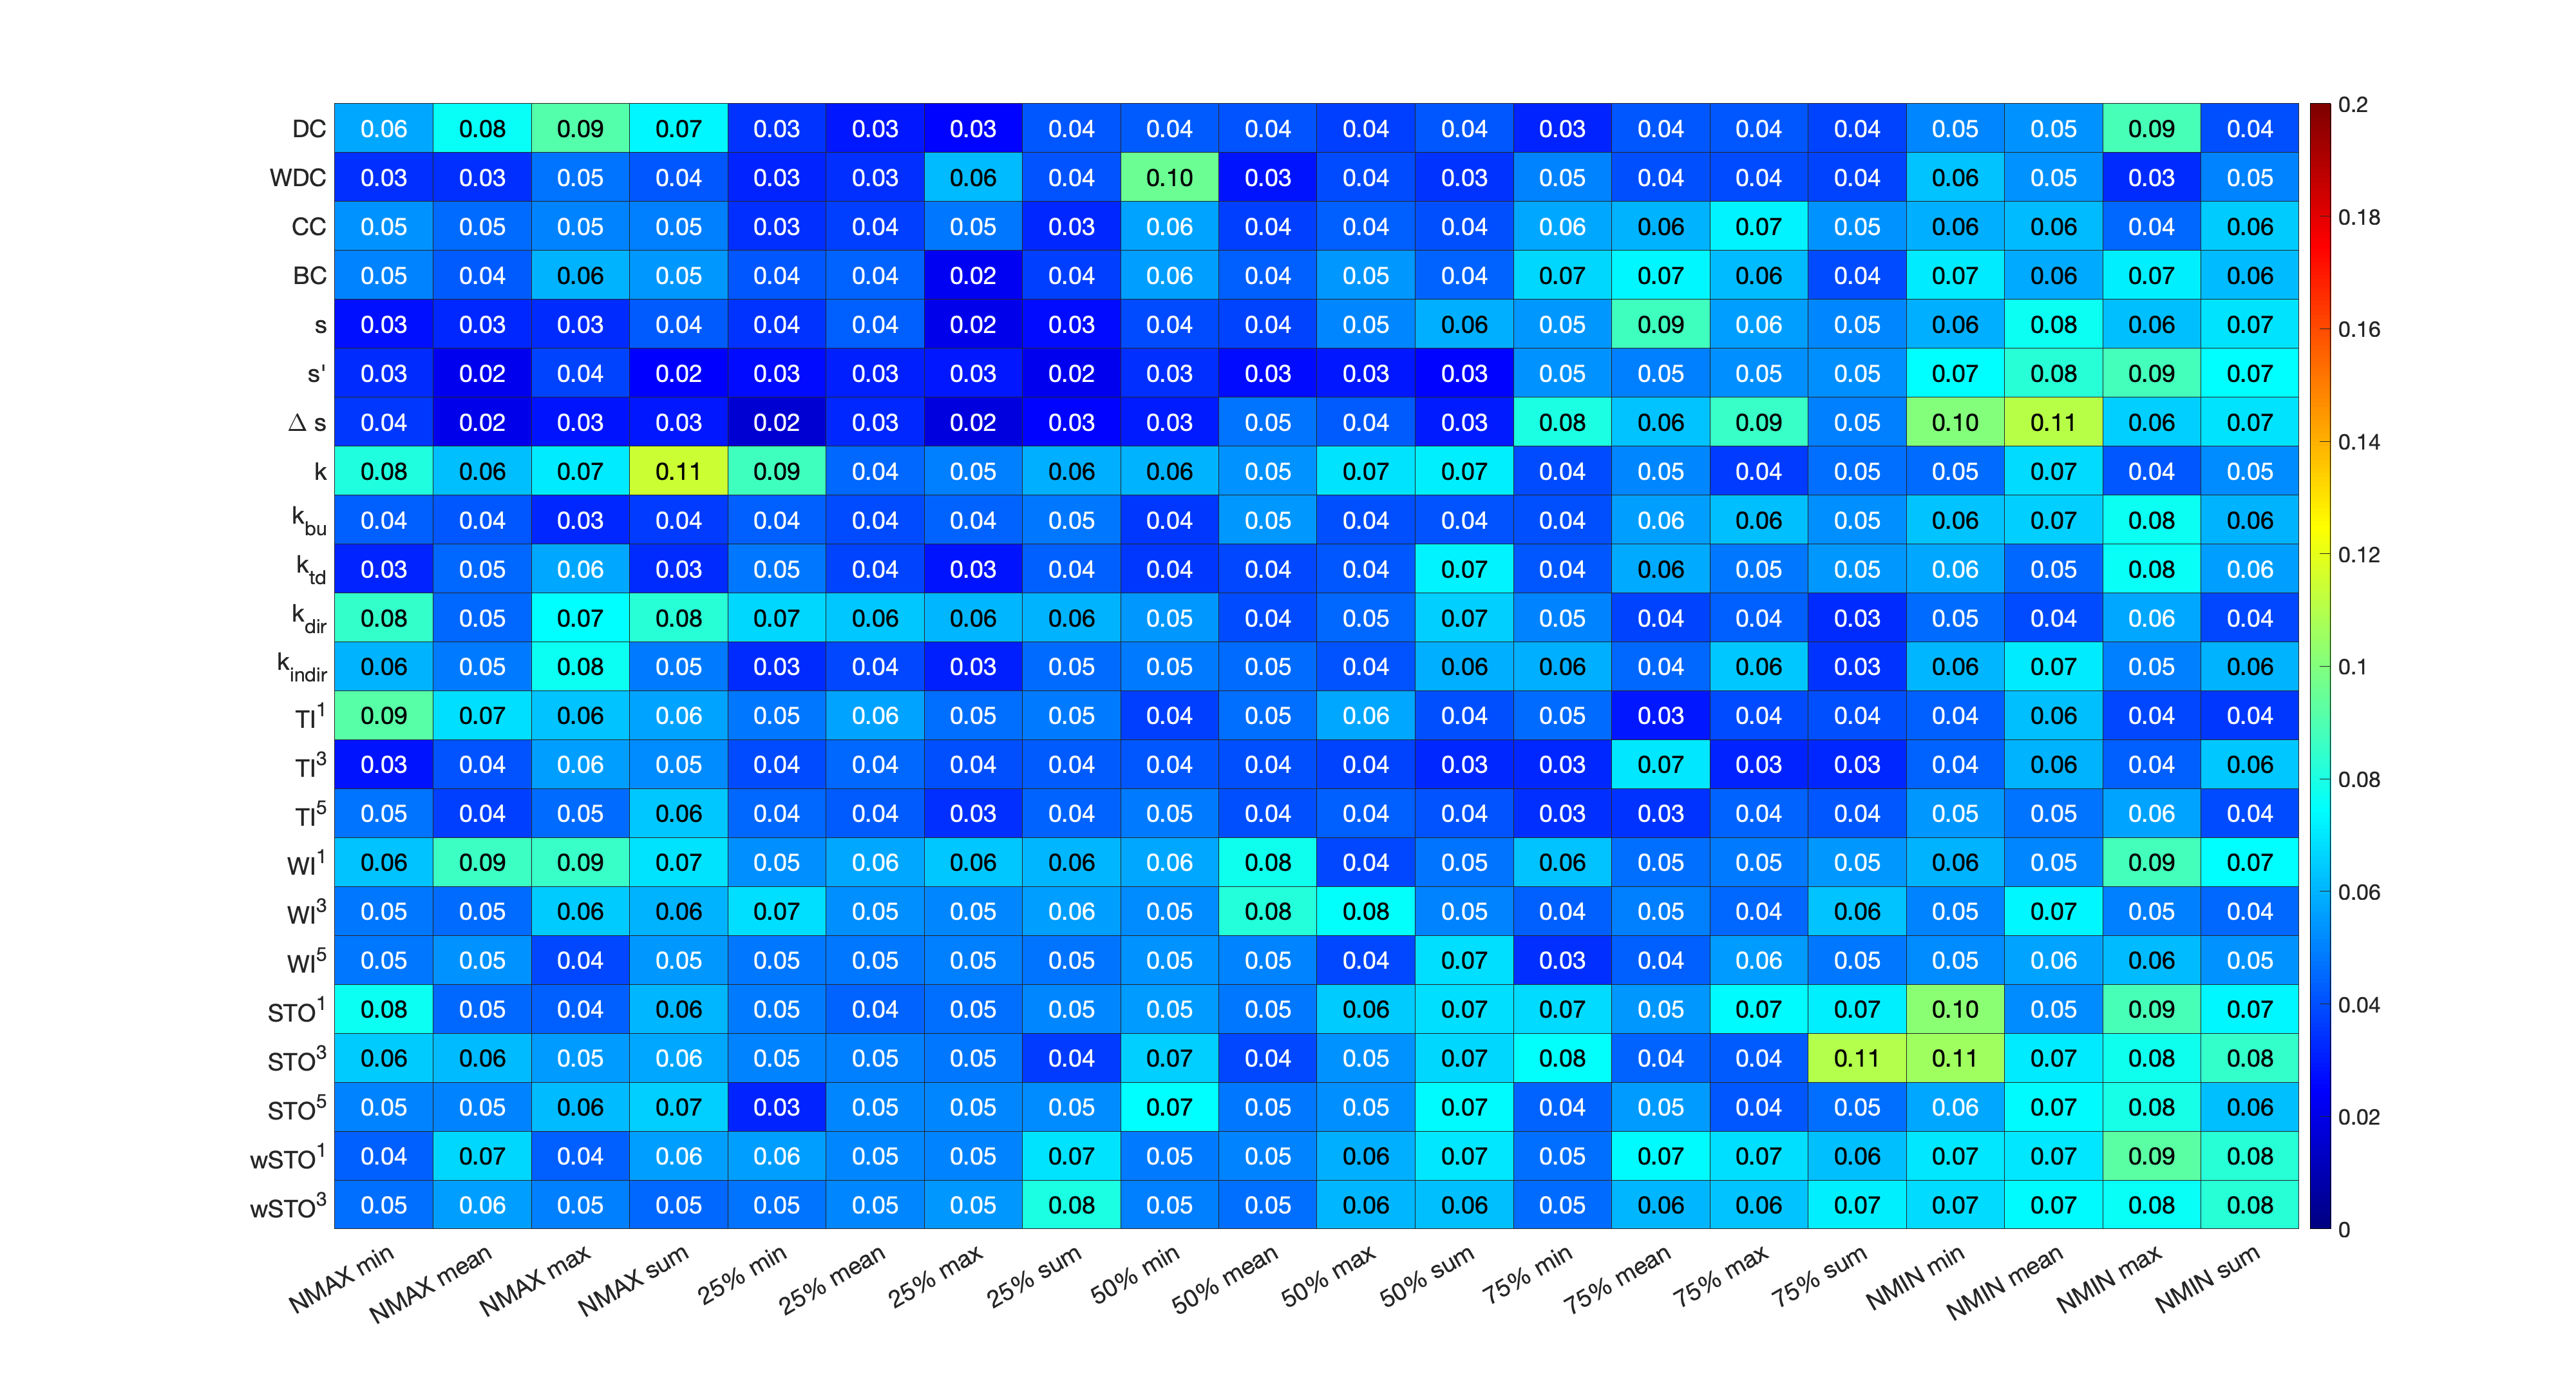 DC 0.06 0.08 0.09 0.07 0.03 0.03 0.03 0.04 0.04 0.04 0.04 0.04 0.03 0.04 0.04 0.04 0.05 0.05 0.09 0.04
WDC 0.03 0.03 0.05 0.04 0.03 0.03 0.06 0.04 0.10 0.03 0.04 0.03 0.05 0.04 0.04 0.04 0.06 0.05 0.03 0.05
CC 0.05 0.05 0.05 0.05 0.03 0.04 0.05 0.03 0.06 0.04 0.04 0.04 0.06 0.06 0.07 0.05 0.06 0.06 0.04 0.06
BC 0.05 0.04 0.06 0.05 0.04 0.04 0.02 0.04 0.06 0.04 0.05 0.04 0.07 0.07 0.06 0.04 0.07 0.06 0.07 0.06
s 0.03 0.03 0.03 0.04 0.04 0.04 0.02 0.03 0.04 0.04 0.05 0.06 0.05 0.09 0.06 0.05 0.06 0.08 0.06 0.07
s' 0.03 0.02 0.04 0.02 0.03 0.03 0.03 0.02 0.03 0.03 0.03 0.03 0.05 0.05 0.05 0.05 0.07 0.08 0.09 0.07
Δ s 0.04 0.02 0.03 0.03 0.02 0.03 0.02 0.03 0.03 0.05 0.04 0.03 0.08 0.06 0.09 0.05 0.10 0.11 0.06 0.07
k 0.08 0.06 0.07 0.11 0.09 0.04 0.05 0.06 0.06 0.05 0.07 0.07 0.04 0.05 0.04 0.05 0.05 0.07 0.04 0.05
k_bu 0.04 0.04 0.03 0.04 0.04 0.04 0.04 0.05 0.04 0.05 0.04 0.04 0.04 0.06 0.06 0.05 0.06 0.07 0.08 0.06
k_td 0.03 0.05 0.06 0.03 0.05 0.04 0.03 0.04 0.04 0.04 0.04 0.07 0.04 0.06 0.05 0.05 0.06 0.05 0.08 0.06
k_dir 0.08 0.05 0.07 0.08 0.07 0.06 0.06 0.06 0.05 0.04 0.05 0.07 0.05 0.04 0.04 0.03 0.05 0.04 0.06 0.04
k_indir 0.06 0.05 0.08 0.05 0.03 0.04 0.03 0.05 0.05 0.05 0.04 0.06 0.06 0.04 0.06 0.03 0.06 0.07 0.05 0.06
TI^1 0.09 0.07 0.06 0.06 0.05 0.06 0.05 0.05 0.04 0.05 0.06 0.04 0.05 0.03 0.04 0.04 0.04 0.06 0.04 0.04
TI^3 0.03 0.04 0.06 0.05 0.04 0.04 0.04 0.04 0.04 0.04 0.04 0.03 0.03 0.07 0.03 0.03 0.04 0.06 0.04 0.06
TI^5 0.05 0.04 0.05 0.06 0.04 0.04 0.03 0.04 0.05 0.04 0.04 0.04 0.03 0.03 0.04 0.04 0.05 0.05 0.06 0.04
WI^1 0.06 0.09 0.09 0.07 0.05 0.06 0.06 0.06 0.06 0.08 0.04 0.05 0.06 0.05 0.05 0.05 0.06 0.05 0.09 0.07
WI^3 0.05 0.05 0.06 0.06 0.07 0.05 0.05 0.06 0.05 0.08 0.08 0.05 0.04 0.05 0.04 0.06 0.05 0.07 0.05 0.04
WI^5 0.05 0.05 0.04 0.05 0.05 0.05 0.05 0.05 0.05 0.05 0.04 0.07 0.03 0.04 0.06 0.05 0.05 0.06 0.06 0.05
STO^1 0.08 0.05 0.04 0.06 0.05 0.04 0.05 0.05 0.05 0.05 0.06 0.07 0.07 0.05 0.07 0.07 0.10 0.05 0.09 0.07
STO^3 0.06 0.06 0.05 0.06 0.05 0.05 0.05 0.04 0.07 0.04 0.05 0.07 0.08 0.04 0.04 0.11 0.11 0.07 0.08 0.08
STO^5 0.05 0.05 0.06 0.07 0.03 0.05 0.05 0.05 0.07 0.05 0.05 0.07 0.04 0.05 0.04 0.05 0.06 0.07 0.08 0.06
wSTO^1 0.04 0.07 0.04 0.06 0.06 0.05 0.05 0.07 0.05 0.05 0.06 0.07 0.05 0.07 0.07 0.06 0.07 0.07 0.09 0.08
wSTO^3 0.05 0.06 0.05 0.05 0.05 0.05 0.05 0.08 0.05 0.05 0.06 0.06 0.05 0.06 0.06 0.07 0.07 0.07 0.08 0.08
NMAX min NMAX mean NMAX max NMAX sum 25% min 25% mean 25% max 25% sum 50% min 50% mean 50% max 50% sum 75% min 75% mean 75% max 75% sum NMIN min NMIN mean NMIN max NMIN sum
0.2
0.18
0.16
0.14
0.12
0.1
0.08
0.06
0.04
0.02
0